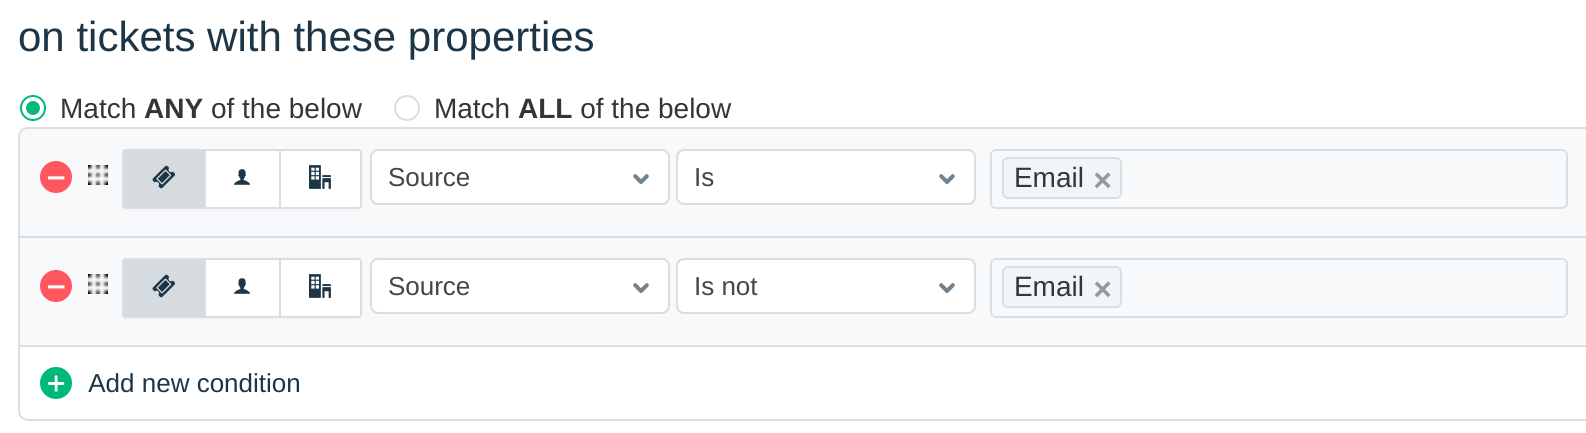 on tickets with these properties
Match ANY of the below Match ALL of the below
Source Is Email
Source Is not Email
Add new condition